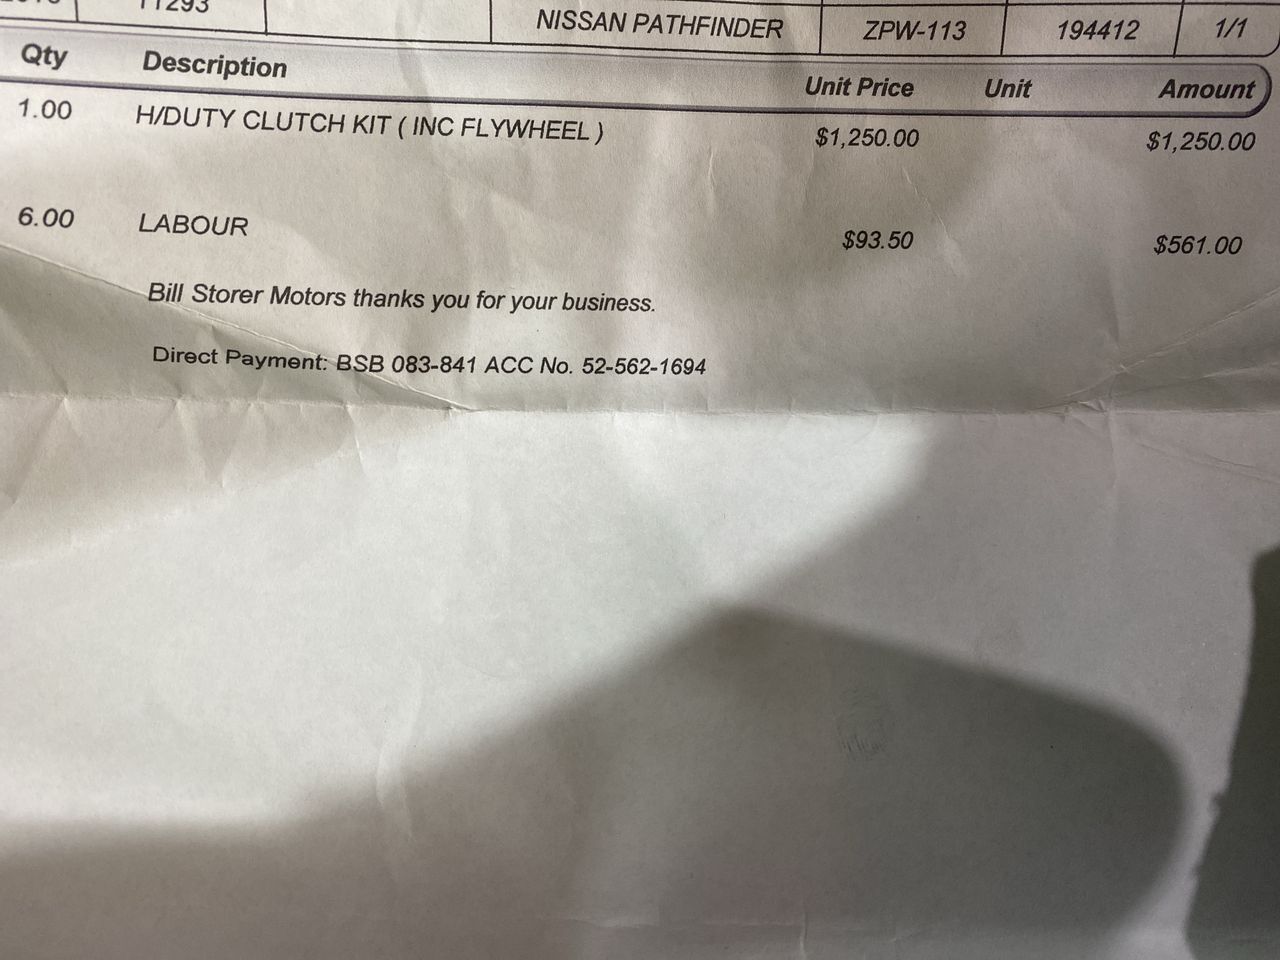 11293 NISSAN PATHFINDER ZPW-113 194412 1/1
Qty Description Unit Price Unit Amount
1.00 H/DUTY CLUTCH KIT ( INC FLYWHEEL ) $1,250.00 $1,250.00
6.00 LABOUR $93.50 $561.00
Bill Storer Motors thanks you for your business.
Direct Payment: BSB 083-841 ACC No. 52-562-1694